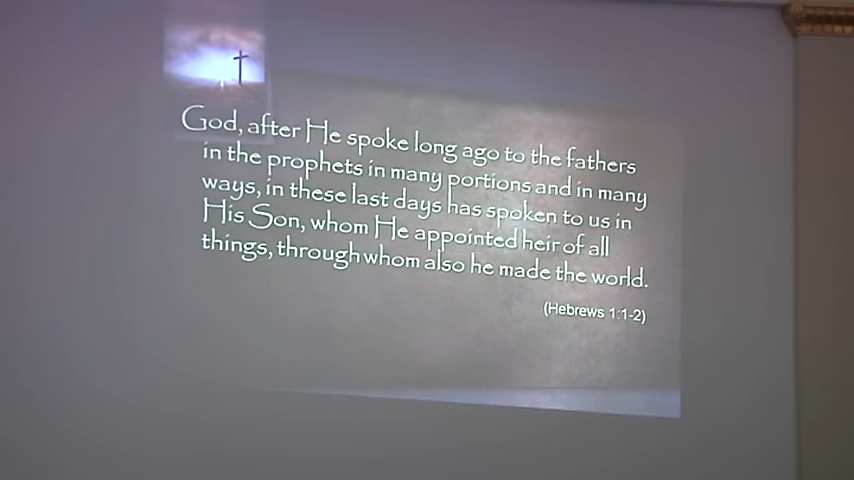 God, after He spoke long ago to the fathers
in the prophets in many portions and in many
ways, in these last days has spoken to us in
His Son, whom He appointed heir of all
things, through whom also he made the world.
(Hebrews 1:1-2)